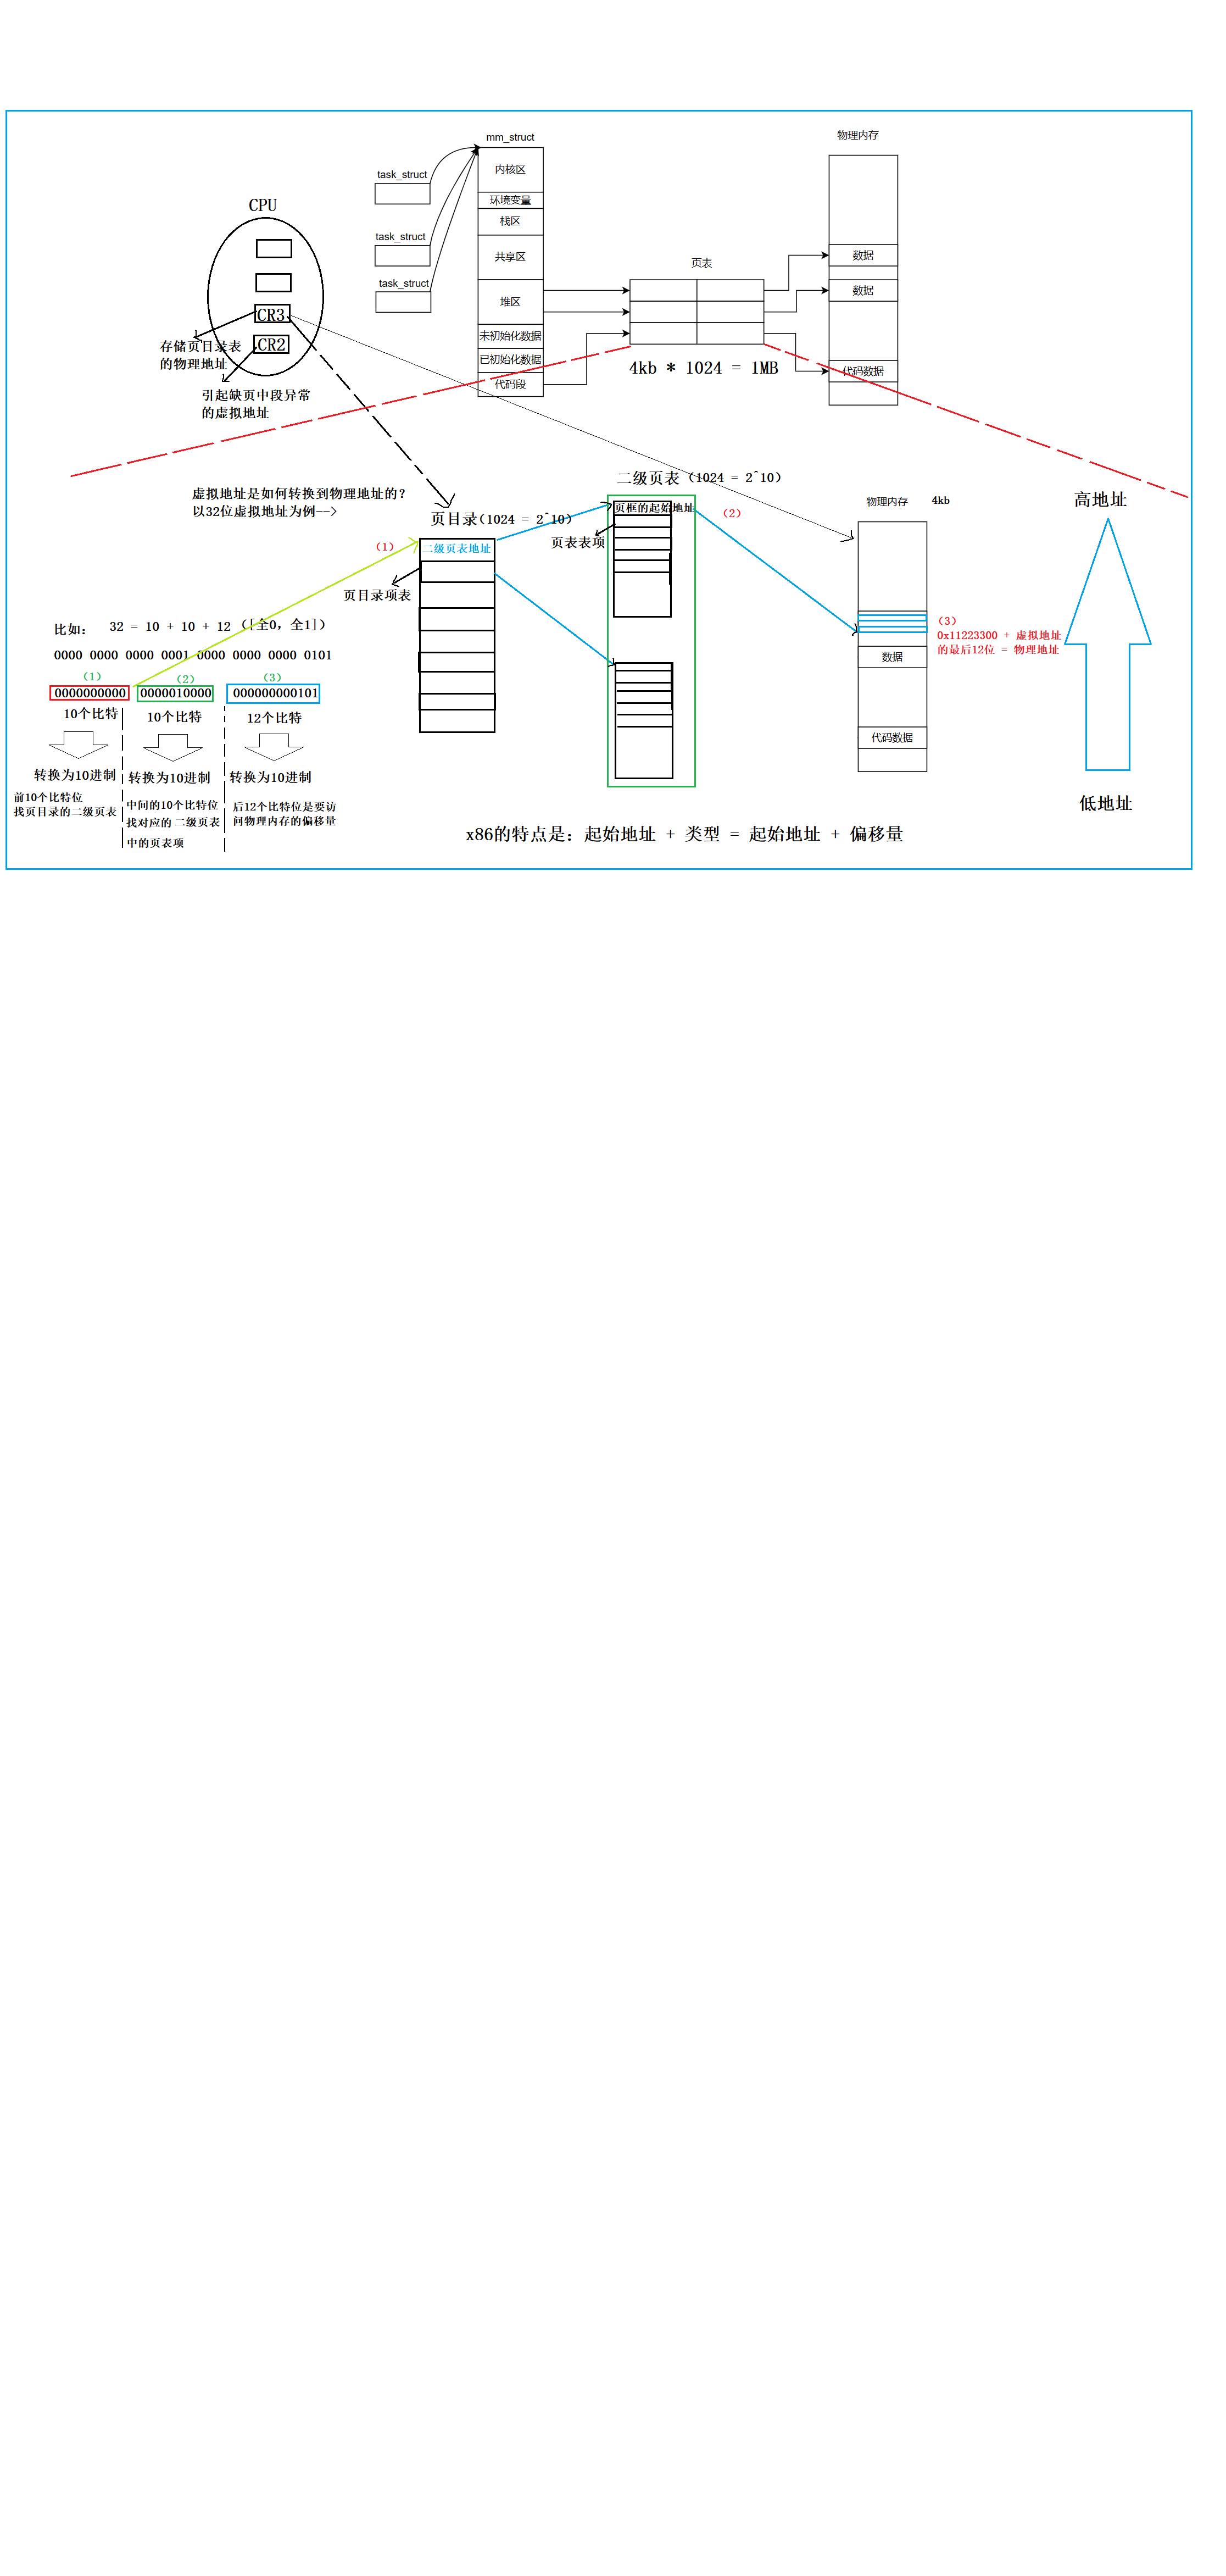 mm_struct
物理内存
内核区
task_struct
环境变量
CPU
栈区
task_struct
共享区
数据
页表
task_struct
数据
堆区
CR3
未初始化数据
存储页目录表
的物理地址
CR2
已初始化数据
4kb * 1024 = 1MB
代码数据
代码段
引起缺页中段异常
的虚拟地址
二级页表（1024 = 2^10）
虚拟地址是如何转换到物理地址的？
以32位虚拟地址为例-->
物理内存
4kb
高地址
页框的起始地址
页目录（1024 = 2^10）
（2）
页表表项
（1）
二级页表地址
页目录项表
比如：
32 = 10 + 10 + 12 （[全0，全1]）
（3）
0x11223300 + 虚拟地址
的最后12位 = 物理地址
0000 0000 0000 0001 0000 0000 0000 0101
数据
（1）
（2）
（3）
0000000000
0000010000
000000000101
10个比特
10个比特
12个比特
代码数据
转换为10进制
转换为10进制
转换为10进制
前10个比特位
找页目录的二级页表
中间的10个比特位
找对应的 二级页表
中的页表项
后12个比特位是要访
问物理内存的偏移量
低地址
x86的特点是：起始地址 + 类型 = 起始地址 + 偏移量